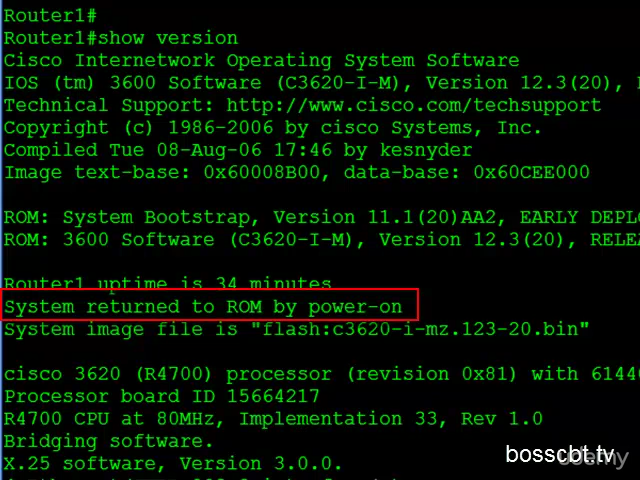 Router1#
Router1#show version
Cisco Internetwork Operating System Software
IOS (tm) 3600 Software (C3620-I-M), Version 12.3(20),
Technical Support: http://www.cisco.com/techsupport
Copyright (c) 1986-2006 by cisco Systems, Inc.
Compiled Tue 08-Aug-06 17:46 by kesnyder
Image text-base: 0x60008B00, data-base: 0x60CEE000
ROM: System Bootstrap, Version 11.1(20)AA2, EARLY DEPL
ROM: 3600 Software (C3620-I-M), Version 12.3(20), RELE
Router1 uptime is 34 minutes
System returned to ROM by power-on
System image file is "flash:c3620-i-mz.123-20.bin"
cisco 3620 (R4700) processor (revision 0x81) with 6144
Processor board ID 15664217
R4700 CPU at 80MHz, Implementation 33, Rev 1.0
Bridging software.
X.25 software, Version 3.0.0.
bosscbt.tv